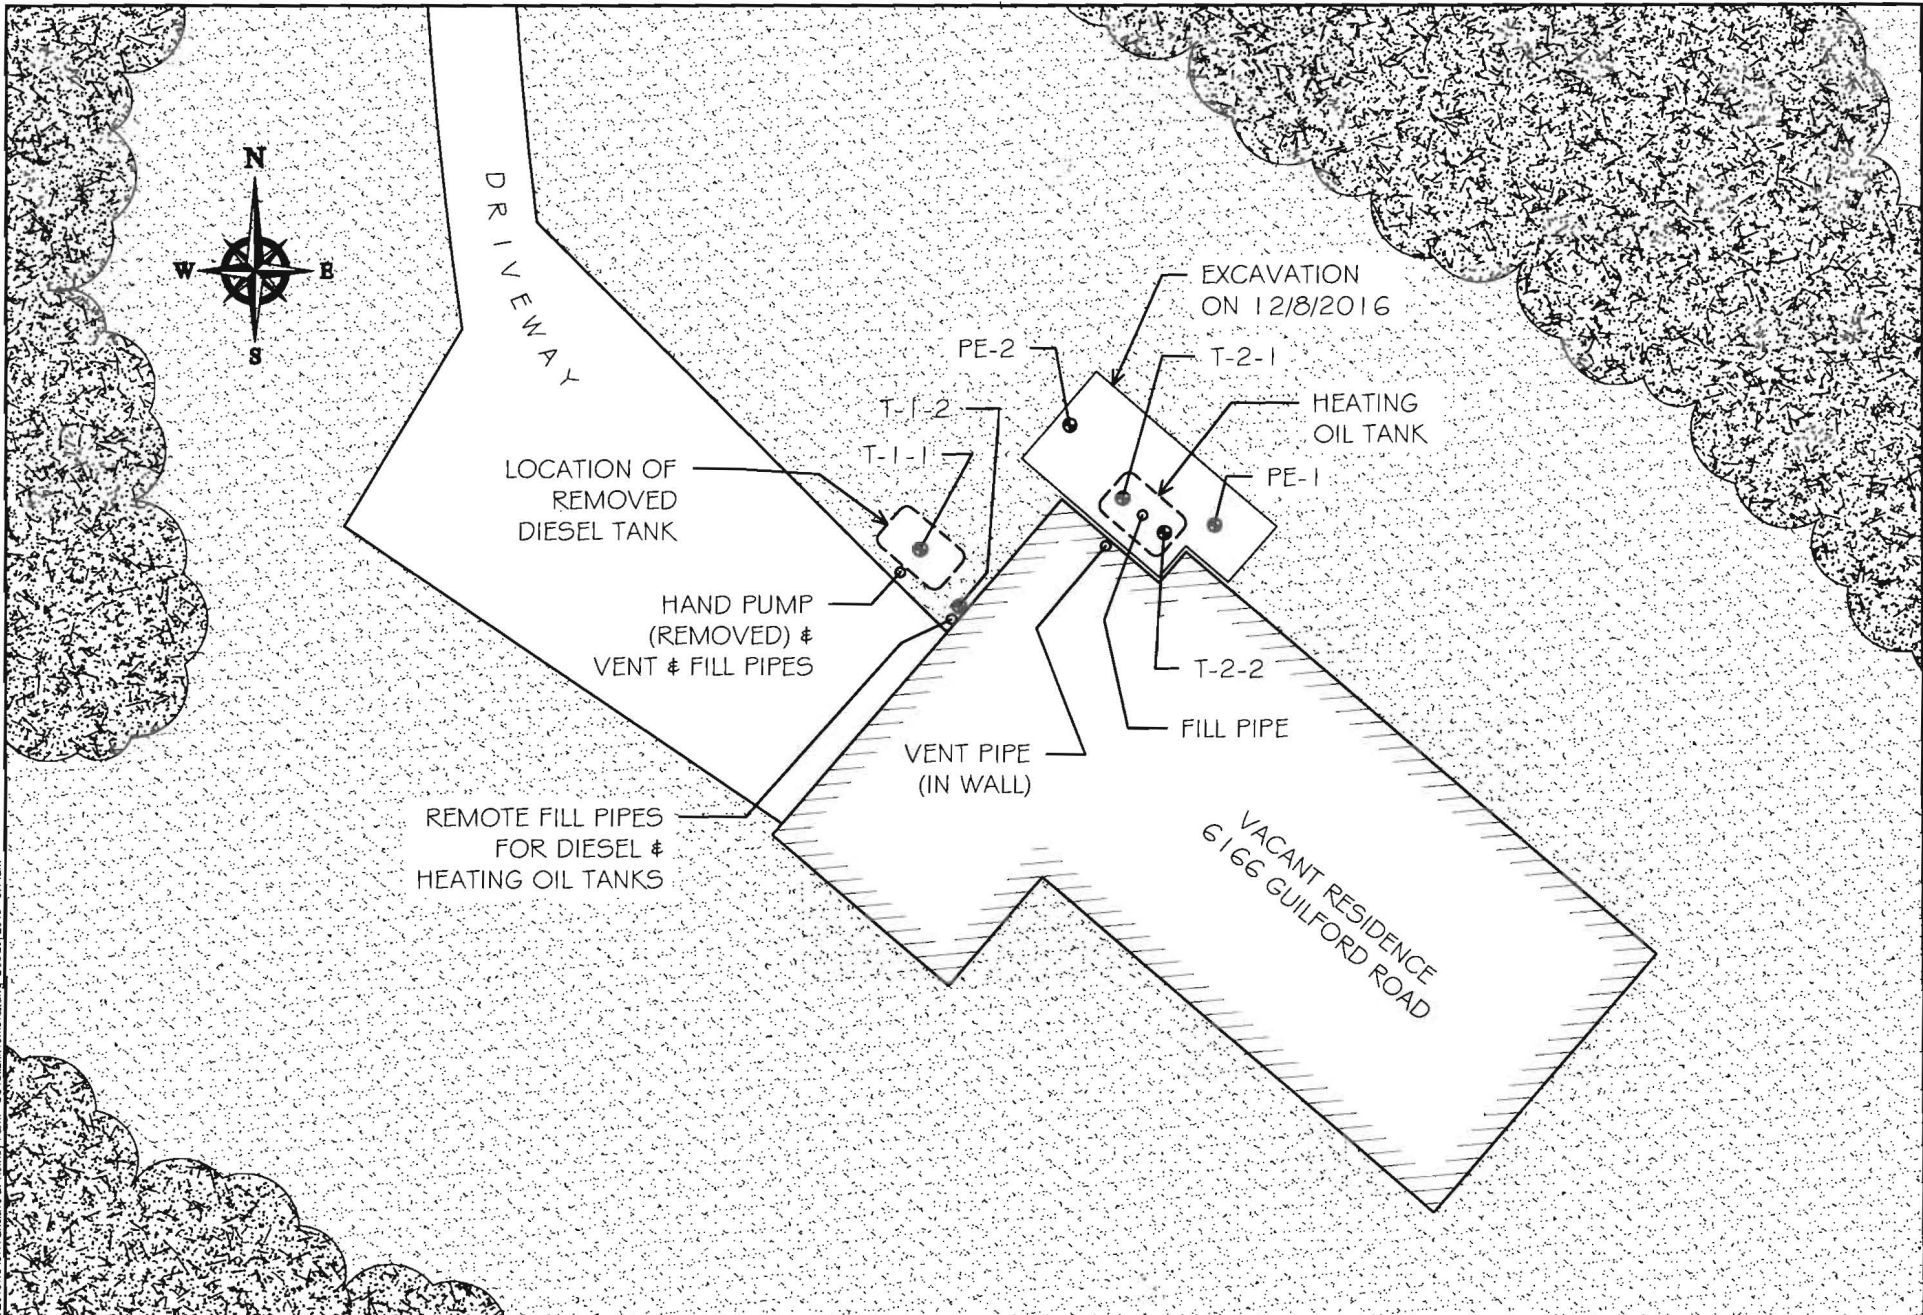 N
W E
S
DRIVEWAY
EXCAVATION
ON 12/8/2016
PE-2
T-2-1
T-1-2
HEATING
OIL TANK
T-1-1
LOCATION OF
REMOVED
DIESEL TANK
PE-1
HAND PUMP
(REMOVED) &
VENT & FILL PIPES
T-2-2
FILL PIPE
VENT PIPE
(IN WALL)
REMOTE FILL PIPES
FOR DIESEL &
HEATING OIL TANKS
VACANT RESIDENCE
6166 GUILFORD ROAD